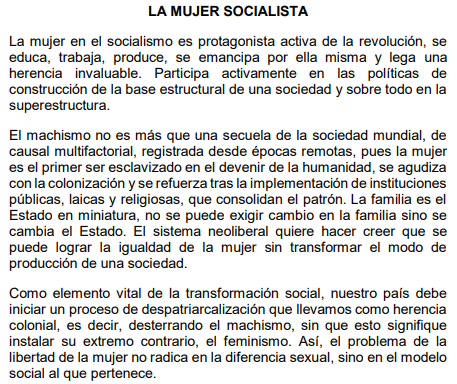 LA MUJER SOCIALISTA
La mujer en el socialismo es protagonista activa de la revolución, se
educa, trabaja, produce, se emancipa por ella misma y lega una
herencia invaluable. Participa activamente en las políticas de
construcción de la base estructural de una sociedad y sobre todo en la
superestructura.
El machismo no es más que una secuela de la sociedad mundial, de
causal multifactorial, registrada desde épocas remotas, pues la mujer
es el primer ser esclavizado en el devenir de la humanidad, se agudiza
con la colonización y se refuerza tras la implementación de instituciones
públicas, laicas y religiosas, que consolidan el patrón. La familia es el
Estado en miniatura, no se puede exigir cambio en la familia sino se
cambia el Estado. El sistema neoliberal quiere hacer creer que se
puede lograr la igualdad de la mujer sin transformar el modo de
producción de una sociedad.
Como elemento vital de la transformación social, nuestro país debe
iniciar un proceso de despatriarcalización que llevamos como herencia
colonial, es decir, desterrando el machismo, sin que esto signifique
instalar su extremo contrario, el feminismo. Así, el problema de la
libertad de la mujer no radica en la diferencia sexual, sino en el modelo
social al que pertenece.